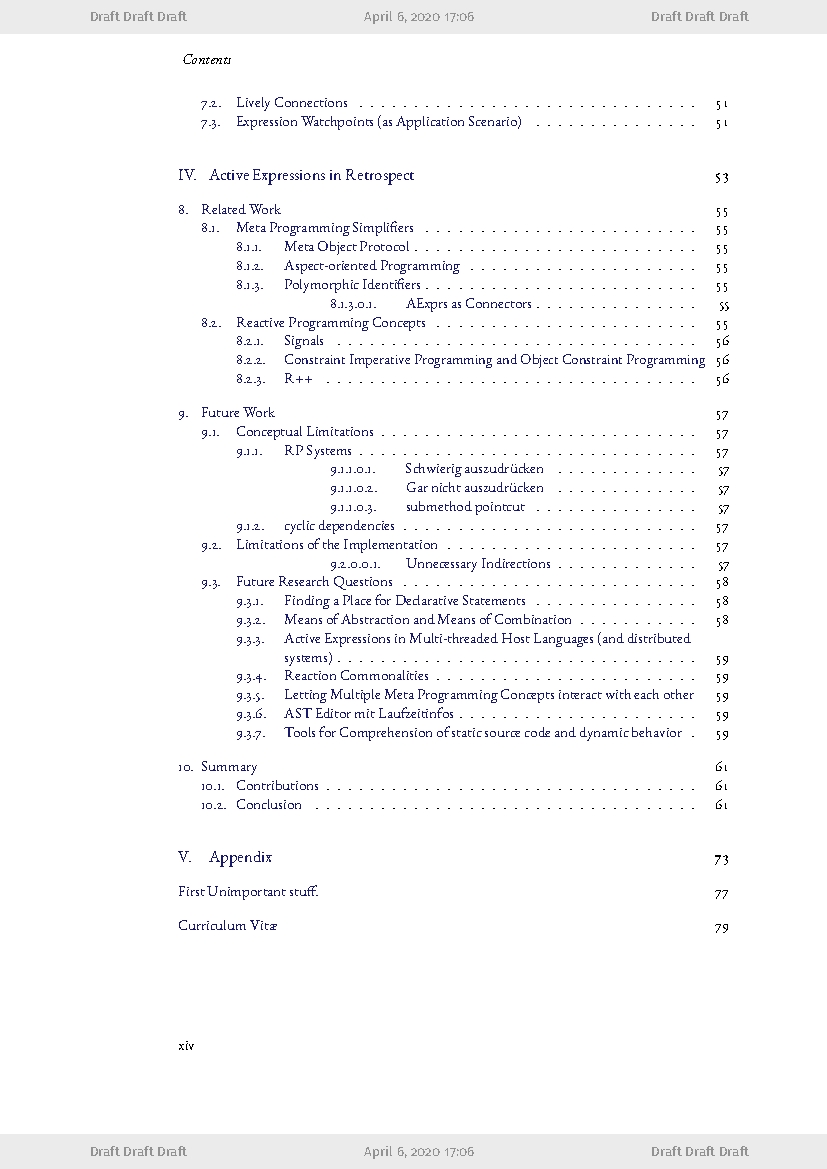 Draft Draft Draft April 6, 2020 17:06 Draft Draft Draft
Contents
7.2. Lively Connections . . . . . . . . . . . . . . . . . . . . . . . . . . . . . . . 51
7.3. Expression Watchpoints (as Application Scenario) . . . . . . . . . . . . . . . 51
IV. Active Expressions in Retrospect 53
8. Related Work 55
8.1. Meta Programming Simplifiers . . . . . . . . . . . . . . . . . . . . . . . . . 55
8.1.1. Meta Object Protocol . . . . . . . . . . . . . . . . . . . . . . . . . . 55
8.1.2. Aspect-oriented Programming . . . . . . . . . . . . . . . . . . . . . 55
8.1.3. Polymorphic Identifiers . . . . . . . . . . . . . . . . . . . . . . . . . 55
8.1.3.0.1. AExprs as Connectors . . . . . . . . . . . . . . . 55
8.2. Reactive Programming Concepts . . . . . . . . . . . . . . . . . . . . . . . . 55
8.2.1. Signals . . . . . . . . . . . . . . . . . . . . . . . . . . . . . . . . . 56
8.2.2. Constraint Imperative Programming and Object Constraint Programming 56
8.2.3. R++ . . . . . . . . . . . . . . . . . . . . . . . . . . . . . . . . . . 56
9. Future Work 57
9.1. Conceptual Limitations . . . . . . . . . . . . . . . . . . . . . . . . . . . . . 57
9.1.1. RP Systems . . . . . . . . . . . . . . . . . . . . . . . . . . . . . . . 57
9.1.1.0.1. Schwierig auszudrücken . . . . . . . . . . . . . 57
9.1.1.0.2. Gar nicht auszudrücken . . . . . . . . . . . . . 57
9.1.1.0.3. submethod pointcut . . . . . . . . . . . . . . . 57
9.1.2. cyclic dependencies . . . . . . . . . . . . . . . . . . . . . . . . . . . 57
9.2. Limitations of the Implementation . . . . . . . . . . . . . . . . . . . . . . . 57
9.2.0.0.1. Unnecessary Indirections . . . . . . . . . . . . . 57
9.3. Future Research Questions . . . . . . . . . . . . . . . . . . . . . . . . . . . 58
9.3.1. Finding a Place for Declarative Statements . . . . . . . . . . . . . . . 58
9.3.2. Means of Abstraction and Means of Combination . . . . . . . . . . . 58
9.3.3. Active Expressions in Multi-threaded Host Languages (and distributed
systems) . . . . . . . . . . . . . . . . . . . . . . . . . . . . . . . . . 59
9.3.4. Reaction Commonalities . . . . . . . . . . . . . . . . . . . . . . . . 59
9.3.5. Letting Multiple Meta Programming Concepts interact with each other 59
9.3.6. AST Editor mit Laufzeitinfos . . . . . . . . . . . . . . . . . . . . . . 59
9.3.7. Tools for Comprehension of static source code and dynamic behavior . 59
10. Summary 61
10.1. Contributions . . . . . . . . . . . . . . . . . . . . . . . . . . . . . . . . . . 61
10.2. Conclusion . . . . . . . . . . . . . . . . . . . . . . . . . . . . . . . . . . . 61
V. Appendix 73
First Unimportant stuff. 77
Curriculum Vitæ 79
xiv
Draft Draft Draft April 6, 2020 17:06 Draft Draft Draft